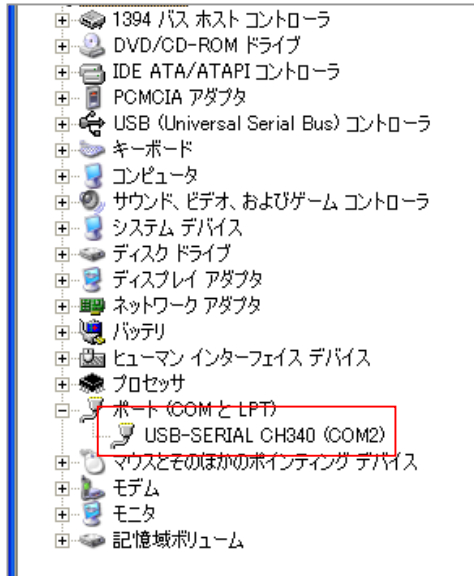 1394 バス ホスト コントローラ
DVD/CD-ROM ドライブ
IDE ATA/ATAPI コントローラ
PCMCIA アダプタ
USB (Universal Serial Bus) コントローラ
キーボード
コンピュータ
サウンド、ビデオ、およびゲーム コントローラ
システム デバイス
ディスク ドライブ
ディスプレイ アダプタ
ネットワーク アダプタ
バッテリ
ヒューマン インターフェイス デバイス
プロセッサ
ポート (COM と LPT)
USB-SERIAL CH340 (COM2)
マウスとそのほかのポインティング デバイス
モデム
モニタ
記憶域ボリューム